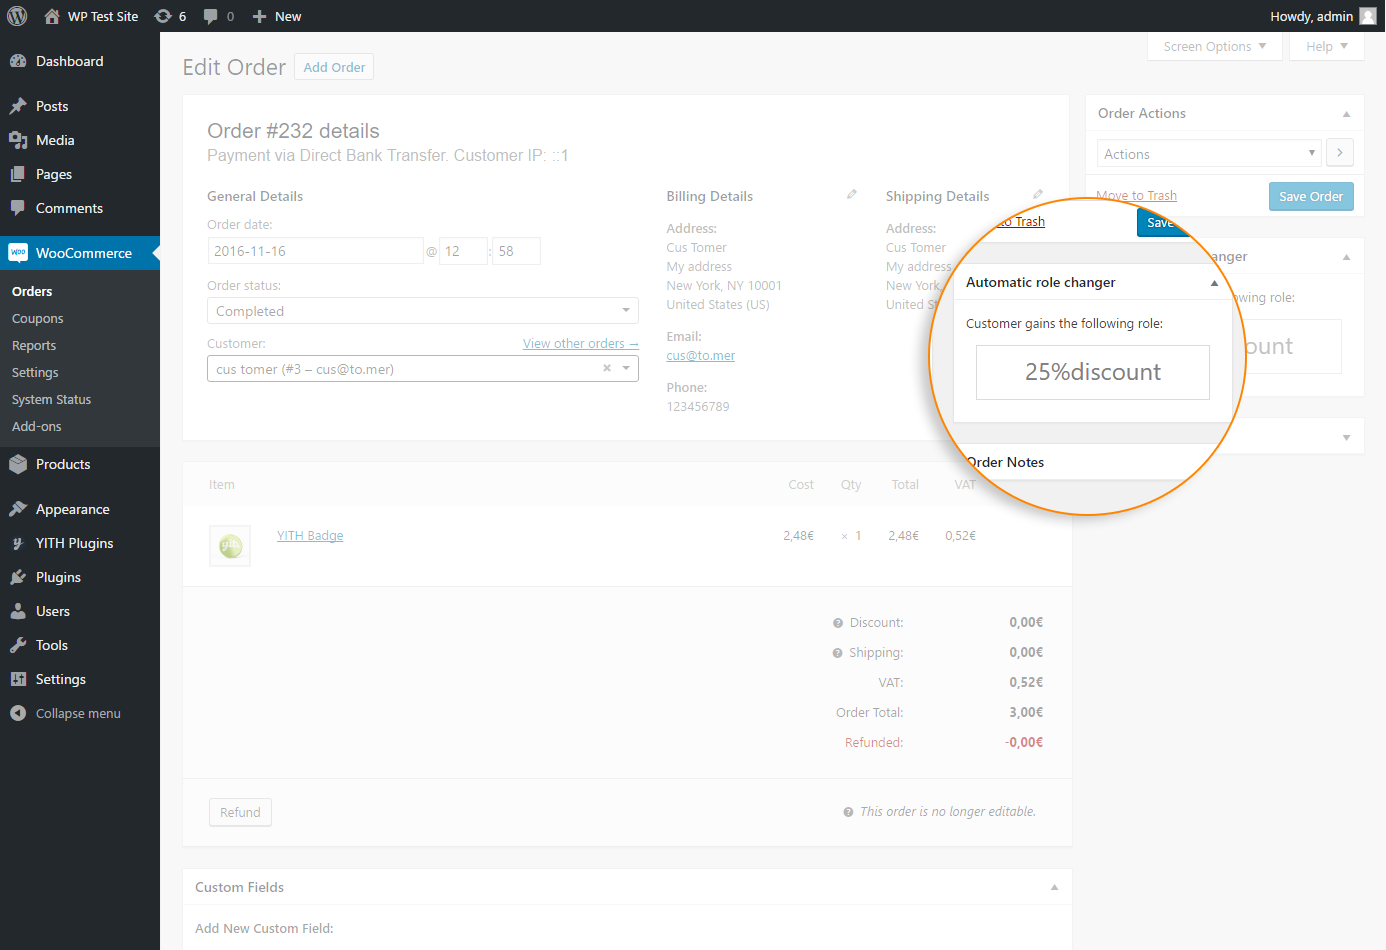 WP Test Site 6 0 New Howdy, admin
Screen Options Help
Dashboard
Posts
Media
Pages
Comments
WooCommerce
Orders
Coupons
Reports
Settings
System Status
Add-ons
Products
Appearance
YITH Plugins
Plugins
Users
Tools
Settings
Collapse menu
Edit Order Add Order
Order #232 details
Payment via Direct Bank Transfer. Customer IP: ::1
General Details
Order date:
2016-11-16 @ 12 : 58
Order status:
Completed
Customer: View other orders →
cus tomer (#3 – cus@to.mer) ×
Billing Details
Address:
Cus Tomer
My address
New York, NY 10001
United States (US)
Email:
cus@to.mer
Phone:
123456789
Shipping Details
Address:
Cus Tomer
My address
New York,
United St
Order Actions
Actions
Move to Trash Save Order
to Trash Save
anger
wing role:
ount
Automatic role changer
Customer gains the following role:
25%discount
Order Notes
Item Cost Qty Total VAT
YITH Badge 2,48€ × 1 2,48€ 0,52€
Discount: 0,00€
Shipping: 0,00€
VAT: 0,52€
Order Total: 3,00€
Refunded: -0,00€
Refund This order is no longer editable.
Custom Fields
Add New Custom Field: